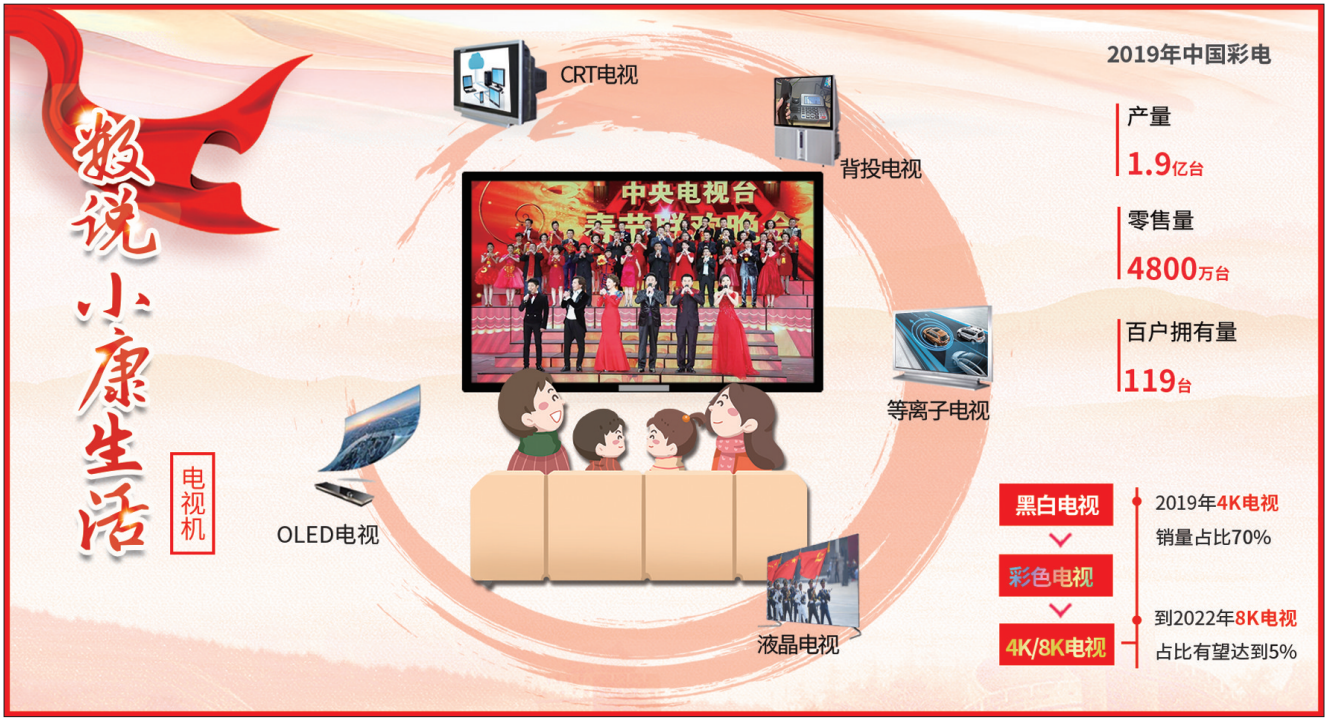 数说
小康生活
电视机
CRT电视
背投电视
中央电视台
春节联欢晚会
等离子电视
OLED电视
液晶电视
2019年中国彩电
产量
1.9亿台
零售量
4800万台
百户拥有量
119台
黑白电视
彩色电视
4K/8K电视
2019年4K电视
销量占比70%
到2022年8K电视
占比有望达到5%